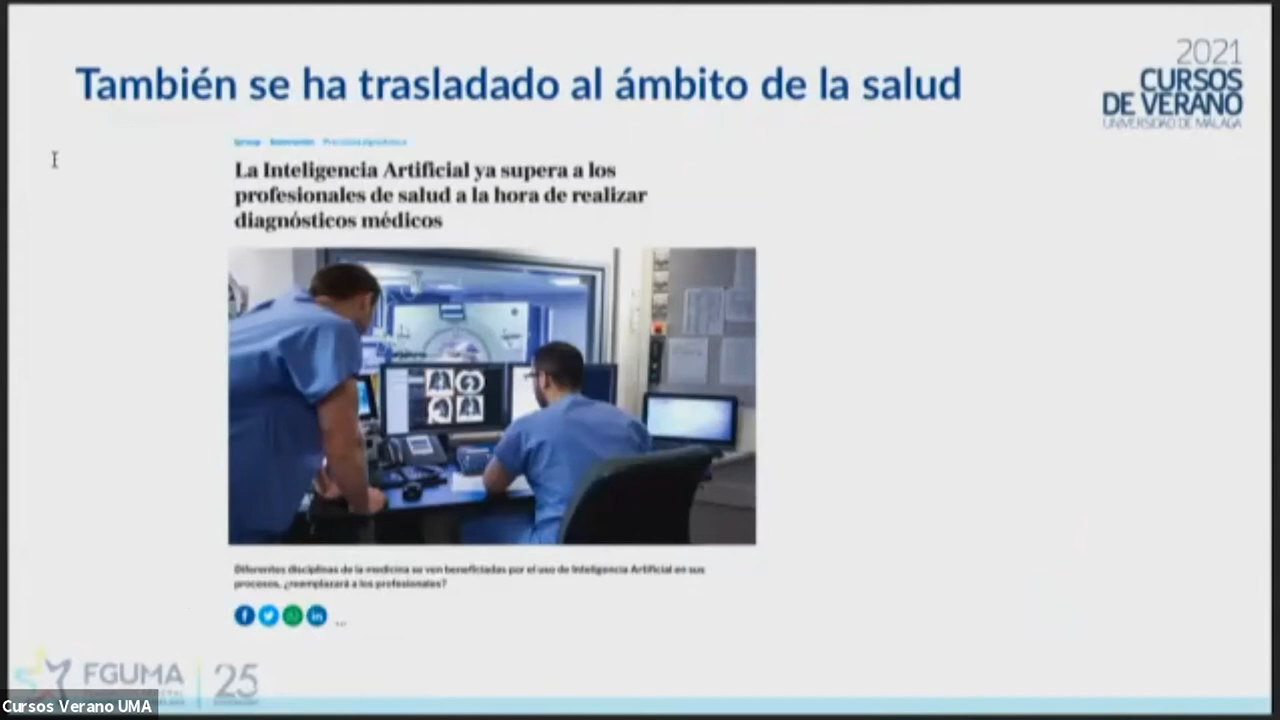 También se ha trasladado al ámbito de la salud
2021
CURSOS
DE VERANO
UNIVERSIDAD DE MÁLAGA
La Inteligencia Artificial ya supera a los
profesionales de salud a la hora de realizar
diagnósticos médicos
Diferentes disciplinas de la medicina se ven beneficiadas por el uso de Inteligencia Artificial en sus
procesos, ¿reemplazará a los profesionales?
FGUMA
25
Cursos Verano UMA